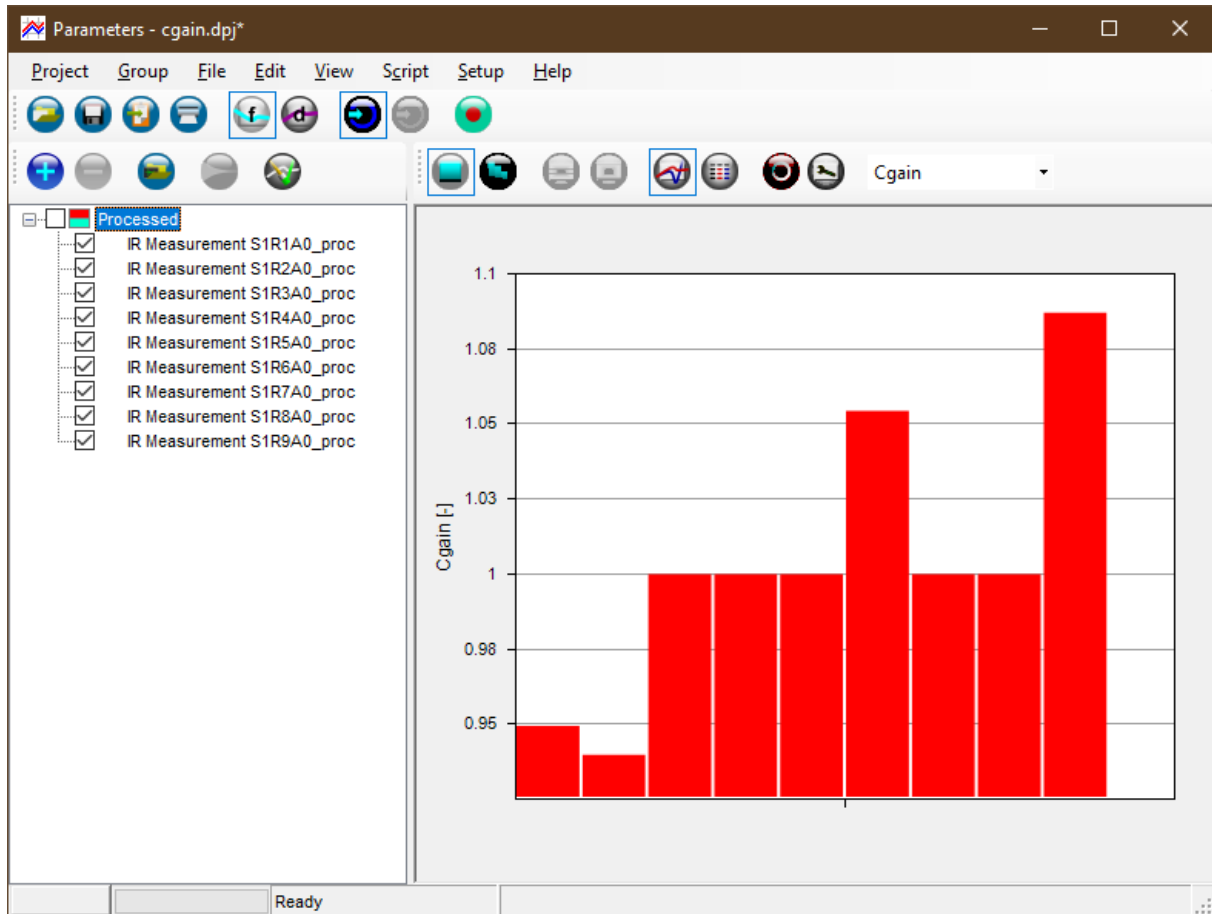 Parameters - cgain.dpj*
Project Group File Edit View Script Setup Help
f d
Cgain
Processed
IR Measurement S1R1A0_proc
IR Measurement S1R2A0_proc
IR Measurement S1R3A0_proc
IR Measurement S1R4A0_proc
IR Measurement S1R5A0_proc
IR Measurement S1R6A0_proc
IR Measurement S1R7A0_proc
IR Measurement S1R8A0_proc
IR Measurement S1R9A0_proc
1.1
1.08
1.05
1.03
1
0.98
0.95
Cgain [-]
Ready